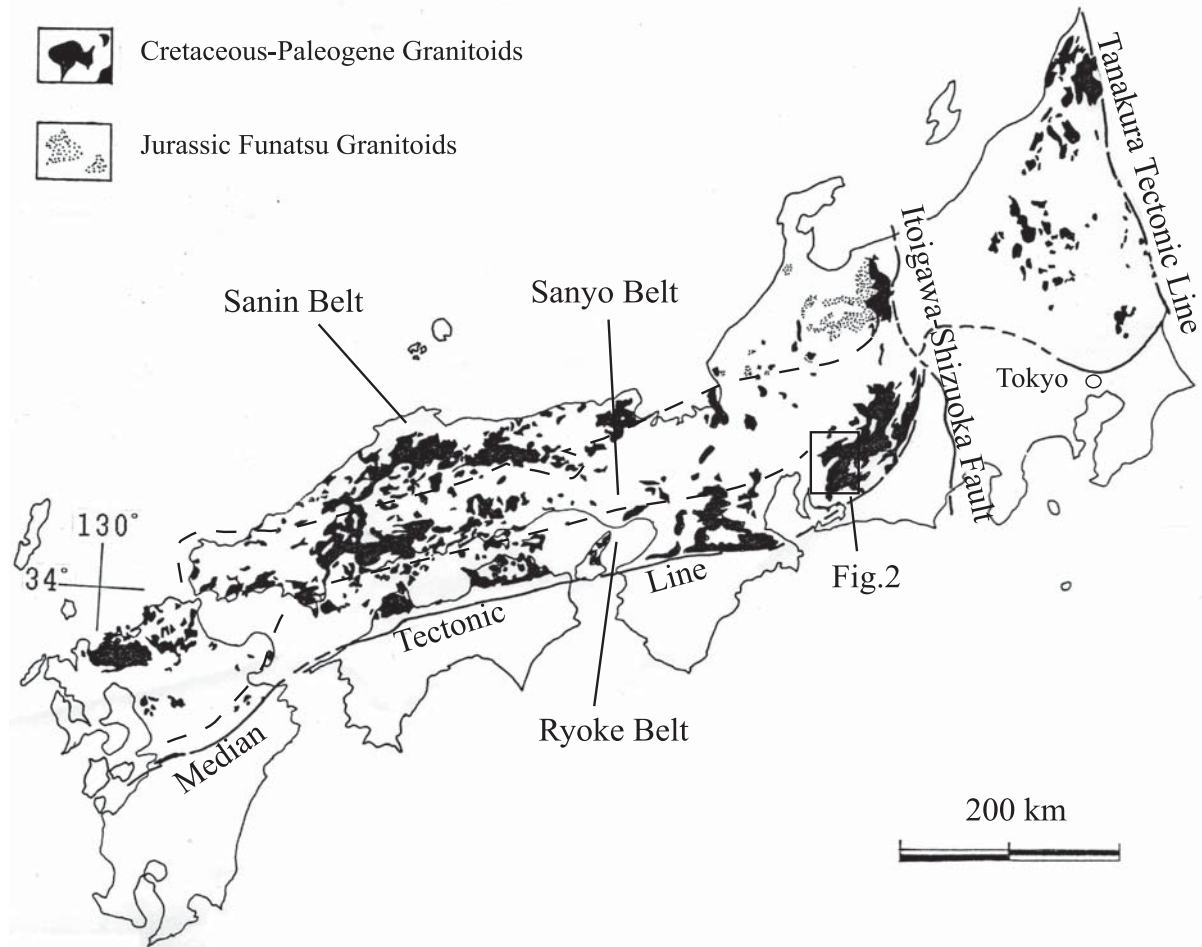 Cretaceous-Paleogene Granitoids
Jurassic Funatsu Granitoids
Tanakura Tectonic Line
Itoigawa-Shizuoka Fault
Sanin Belt
Sanyo Belt
Tokyo
130°
34°
Fig.2
Median
Tectonic
Line
Ryoke Belt
200 km